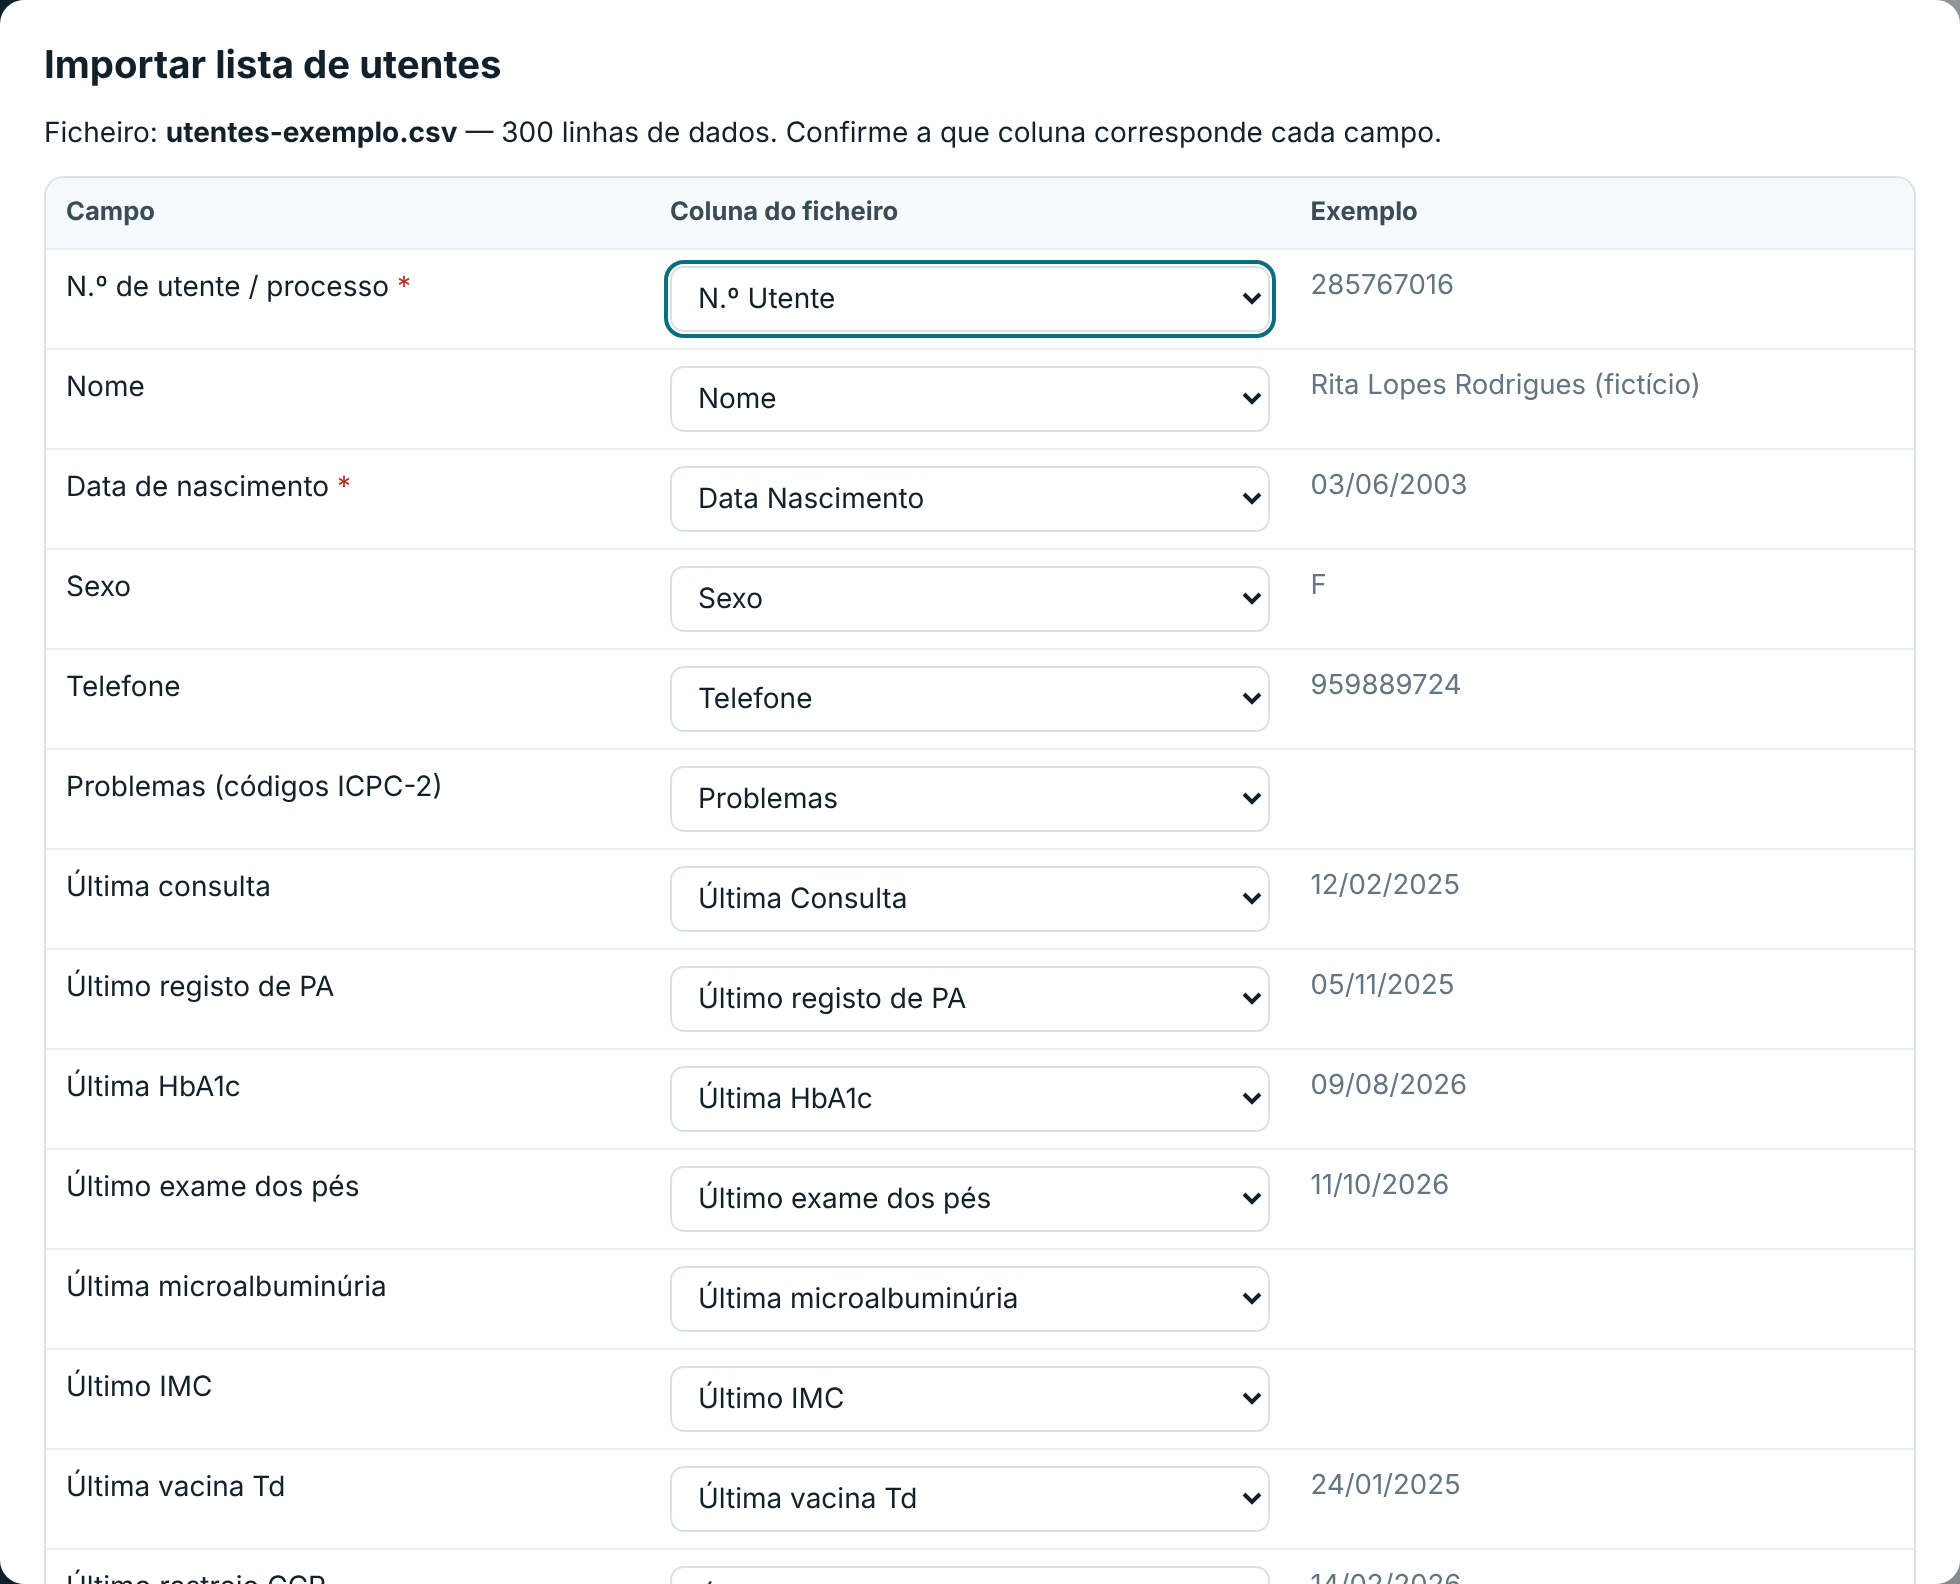 Importar lista de utentes
Ficheiro: utentes-exemplo.csv — 300 linhas de dados. Confirme a que coluna corresponde cada campo.
Campo Coluna do ficheiro Exemplo
N.º de utente / processo * N.º Utente 285767016
Nome Nome Rita Lopes Rodrigues (fictício)
Data de nascimento * Data Nascimento 03/06/2003
Sexo Sexo F
Telefone Telefone 959889724
Problemas (códigos ICPC-2) Problemas
Última consulta Última Consulta 12/02/2025
Último registo de PA Último registo de PA 05/11/2025
Última HbA1c Última HbA1c 09/08/2026
Último exame dos pés Último exame dos pés 11/10/2026
Última microalbuminúria Última microalbuminúria
Último IMC Último IMC
Última vacina Td Última vacina Td 24/01/2025
Último rastreio 14/02/2026